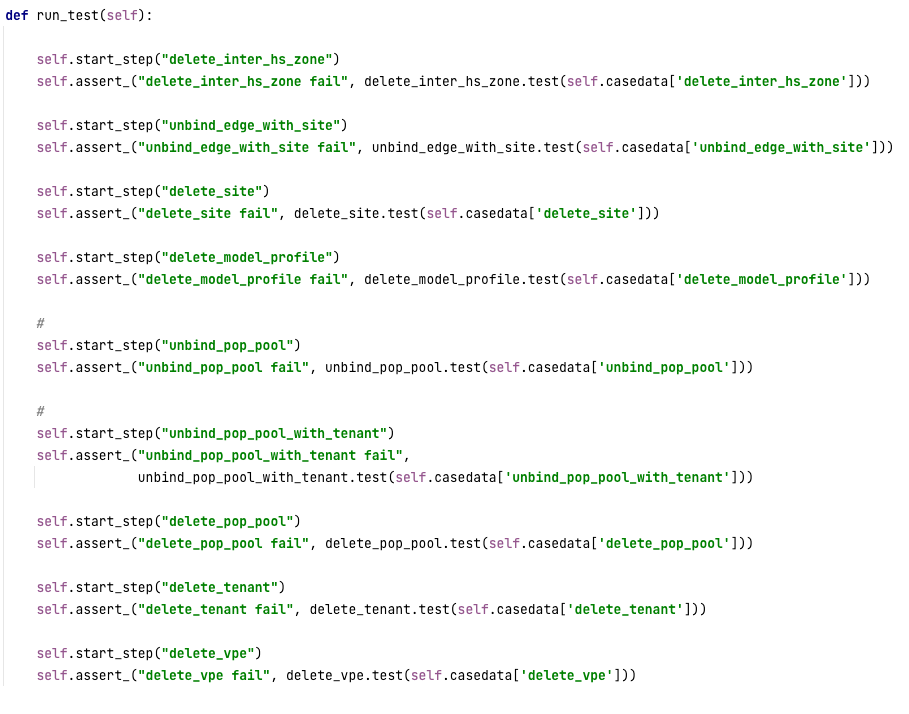 def run_test(self):
self.start_step("delete_inter_hs_zone")
self.assert_("delete_inter_hs_zone fail", delete_inter_hs_zone.test(self.casedata['delete_inter_hs_zone']))
self.start_step("unbind_edge_with_site")
self.assert_("unbind_edge_with_site fail", unbind_edge_with_site.test(self.casedata['unbind_edge_with_site']))
self.start_step("delete_site")
self.assert_("delete_site fail", delete_site.test(self.casedata['delete_site']))
self.start_step("delete_model_profile")
self.assert_("delete_model_profile fail", delete_model_profile.test(self.casedata['delete_model_profile']))
#
self.start_step("unbind_pop_pool")
self.assert_("unbind_pop_pool fail", unbind_pop_pool.test(self.casedata['unbind_pop_pool']))
#
self.start_step("unbind_pop_pool_with_tenant")
self.assert_("unbind_pop_pool_with_tenant fail",
unbind_pop_pool_with_tenant.test(self.casedata['unbind_pop_pool_with_tenant']))
self.start_step("delete_pop_pool")
self.assert_("delete_pop_pool fail", delete_pop_pool.test(self.casedata['delete_pop_pool']))
self.start_step("delete_tenant")
self.assert_("delete_tenant fail", delete_tenant.test(self.casedata['delete_tenant']))
self.start_step("delete_vpe")
self.assert_("delete_vpe fail", delete_vpe.test(self.casedata['delete_vpe']))